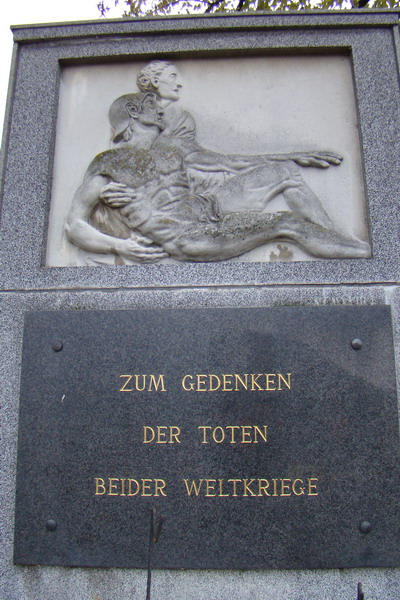 ZUM GEDENKEN
DER TOTEN
BEIDER WELTKRIEGE